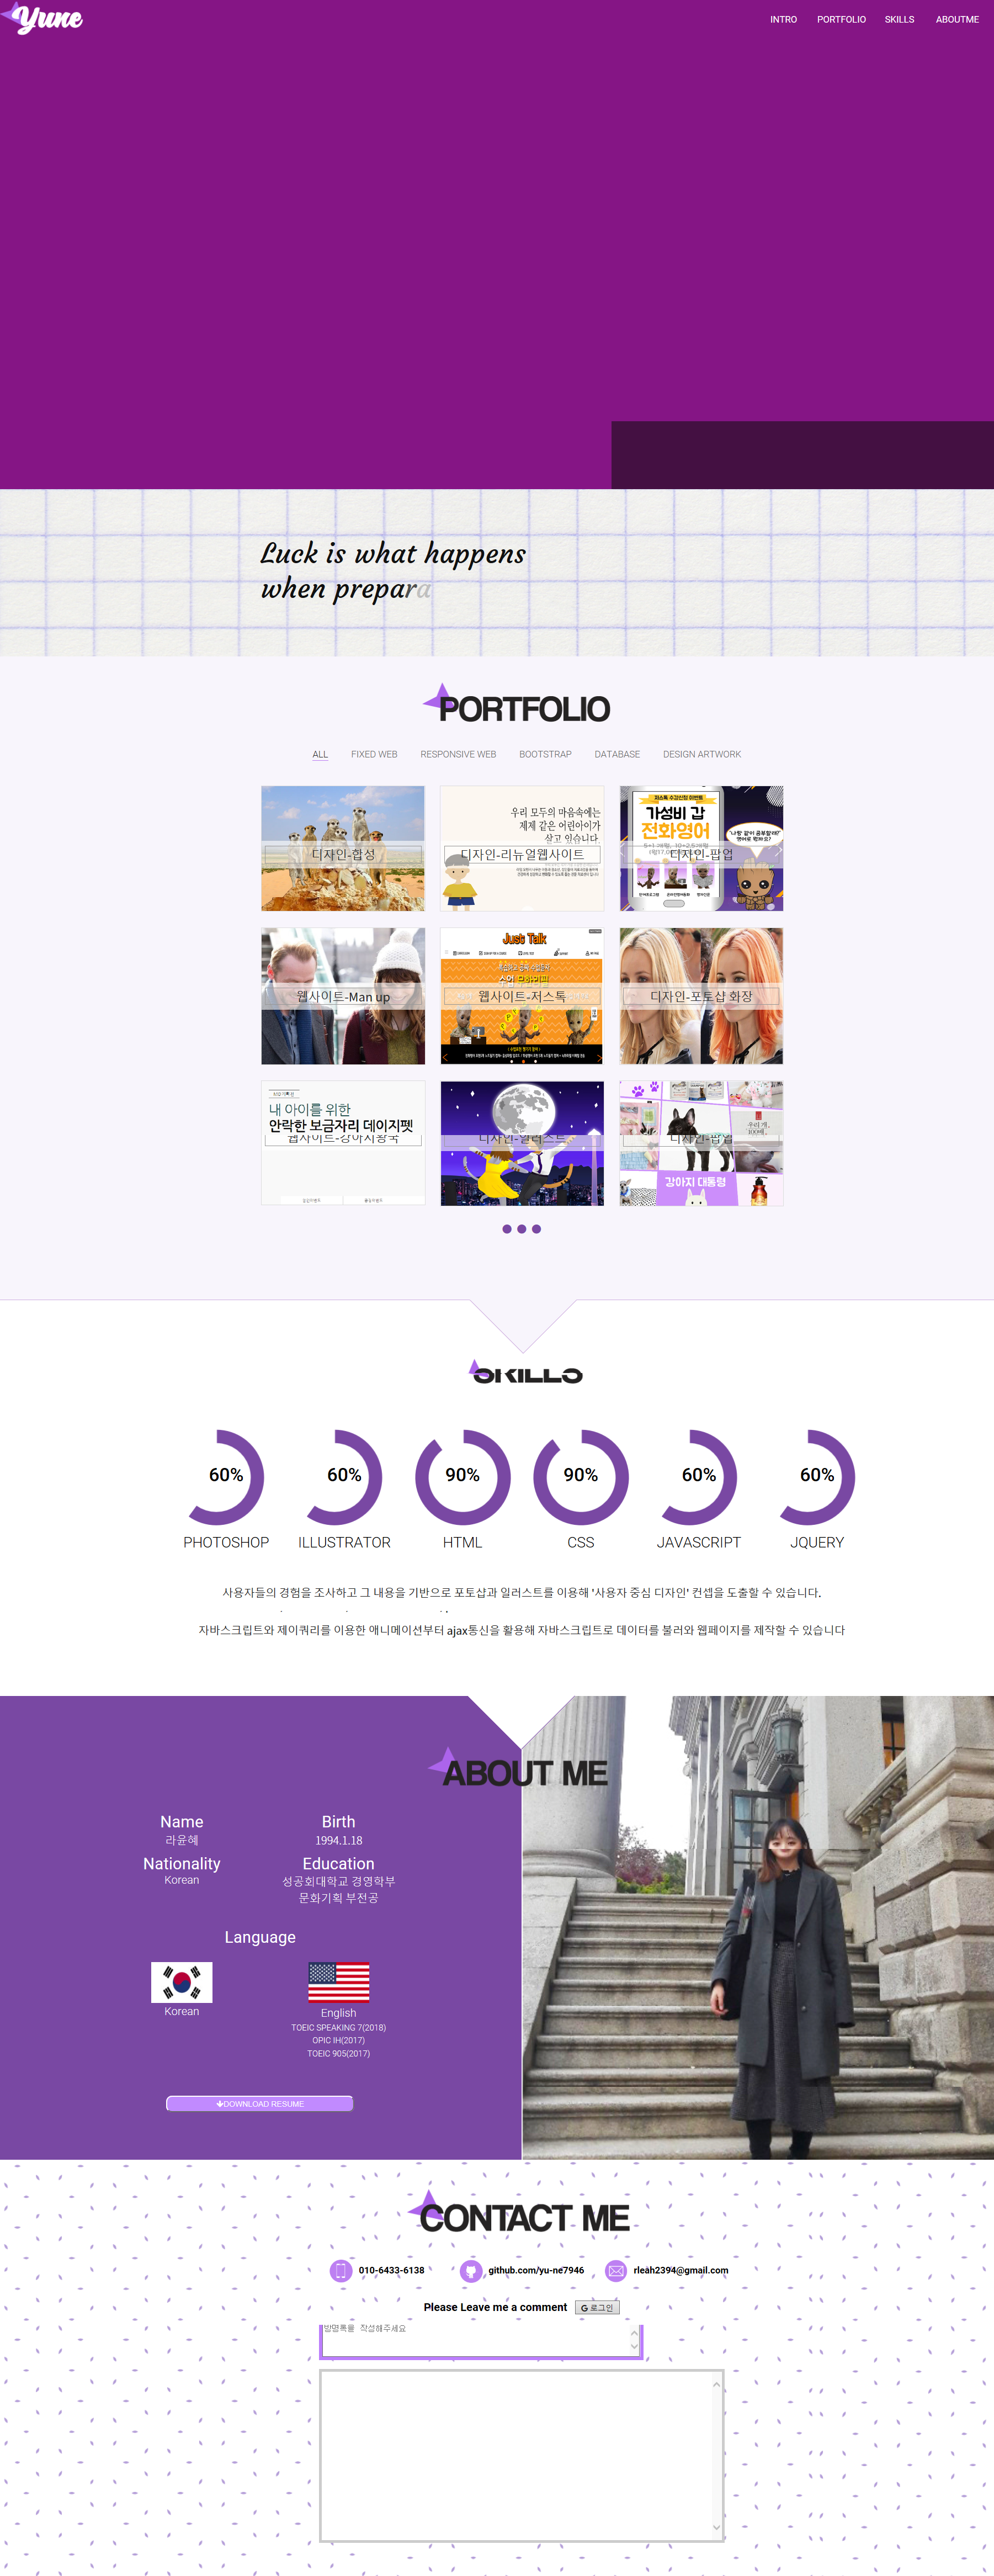 Yune
INTRO PORTFOLIO SKILLS ABOUTME
Luck is what happens
when prepara
PORTFOLIO
ALL FIXED WEB RESPONSIVE WEB BOOTSTRAP DATABASE DESIGN ARTWORK
디자인-합성
우리 모두의 마음속에는
제제 같은 어린아이가
살고 있습니다
디자인-리뉴얼웹사이트
저스톡 수강신청 이벤트
가성비 갑
전화영어
디자인-팝업
웹사이트-Man up
Just Talk
웹사이트-저스톡
디자인-포토샵 화장
내 아이를 위한
안락한 보금자리 데이지펫
웹사이트-강아지왕국
디자인-일러스트
디자인-팝업
강아지 대통령
SKILLS
60% 60% 90% 90% 60% 60%
PHOTOSHOP ILLUSTRATOR HTML CSS JAVASCRIPT JQUERY
사용자들의 경험을 조사하고 그 내용을 기반으로 포토샵과 일러스트를 이용해 '사용자 중심 디자인' 컨셉을 도출할 수 있습니다.
자바스크립트와 제이쿼리를 이용한 애니메이션부터 ajax통신을 활용해 자바스크립트로 데이터를 불러와 웹페이지를 제작할 수 있습니다
ABOUT ME
Name Birth
라윤혜 1994.1.18
Nationality Education
Korean 성공회대학교 경영학부
문화기획 부전공
Language
Korean English
TOEIC SPEAKING 7(2018)
OPIC IH(2017)
TOEIC 905(2017)
DOWNLOAD RESUME
CONTACT ME
010-6433-6138 github.com/yu-ne7946 rleah2394@gmail.com
Please Leave me a comment G 로그인
방명록을 작성해주세요